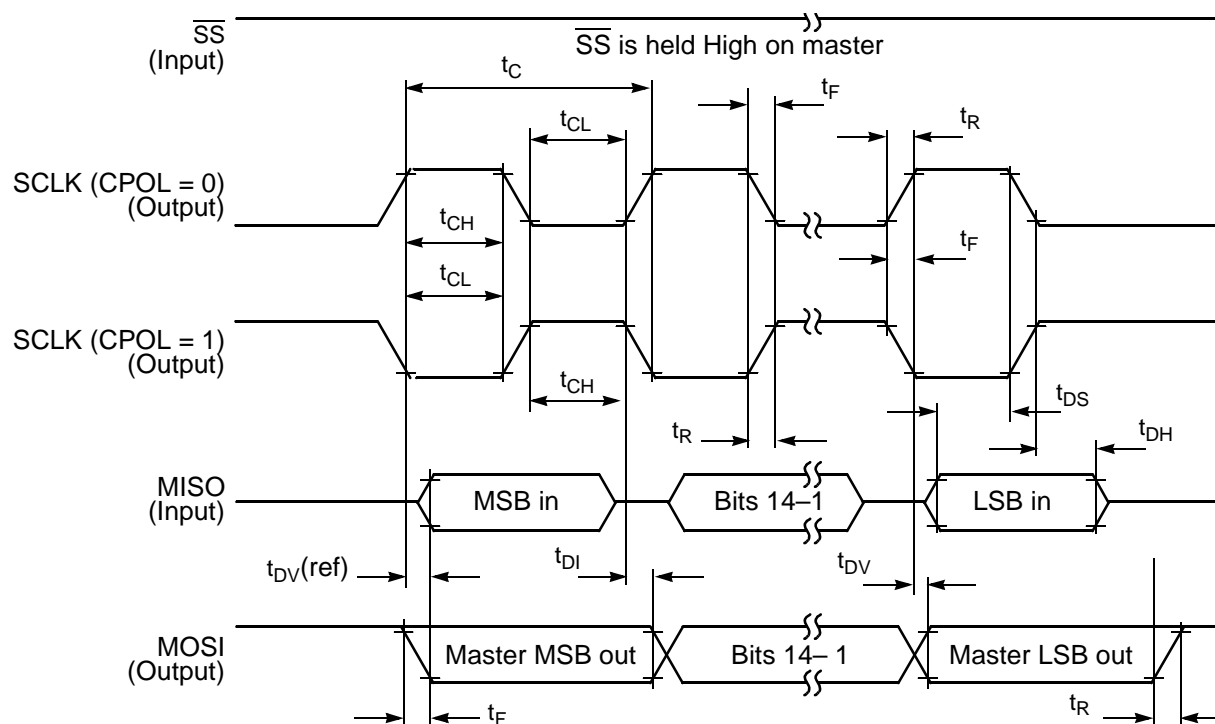 SS
(Input)
SS is held High on master
tC
tF
tCL
tR
SCLK (CPOL = 0)
(Output)
tCH
tF
tCL
SCLK (CPOL = 1)
(Output)
tCH
tDS
tR
tDH
MISO
(Input)
MSB in
Bits 14–1
LSB in
tDV(ref)
tDI
tDV
MOSI
(Output)
Master MSB out
Bits 14– 1
Master LSB out
tF
tR